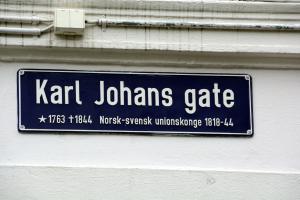 Karl Johans gate
★ 1763 † 1844 Norsk-svensk unionskonge 1818-44